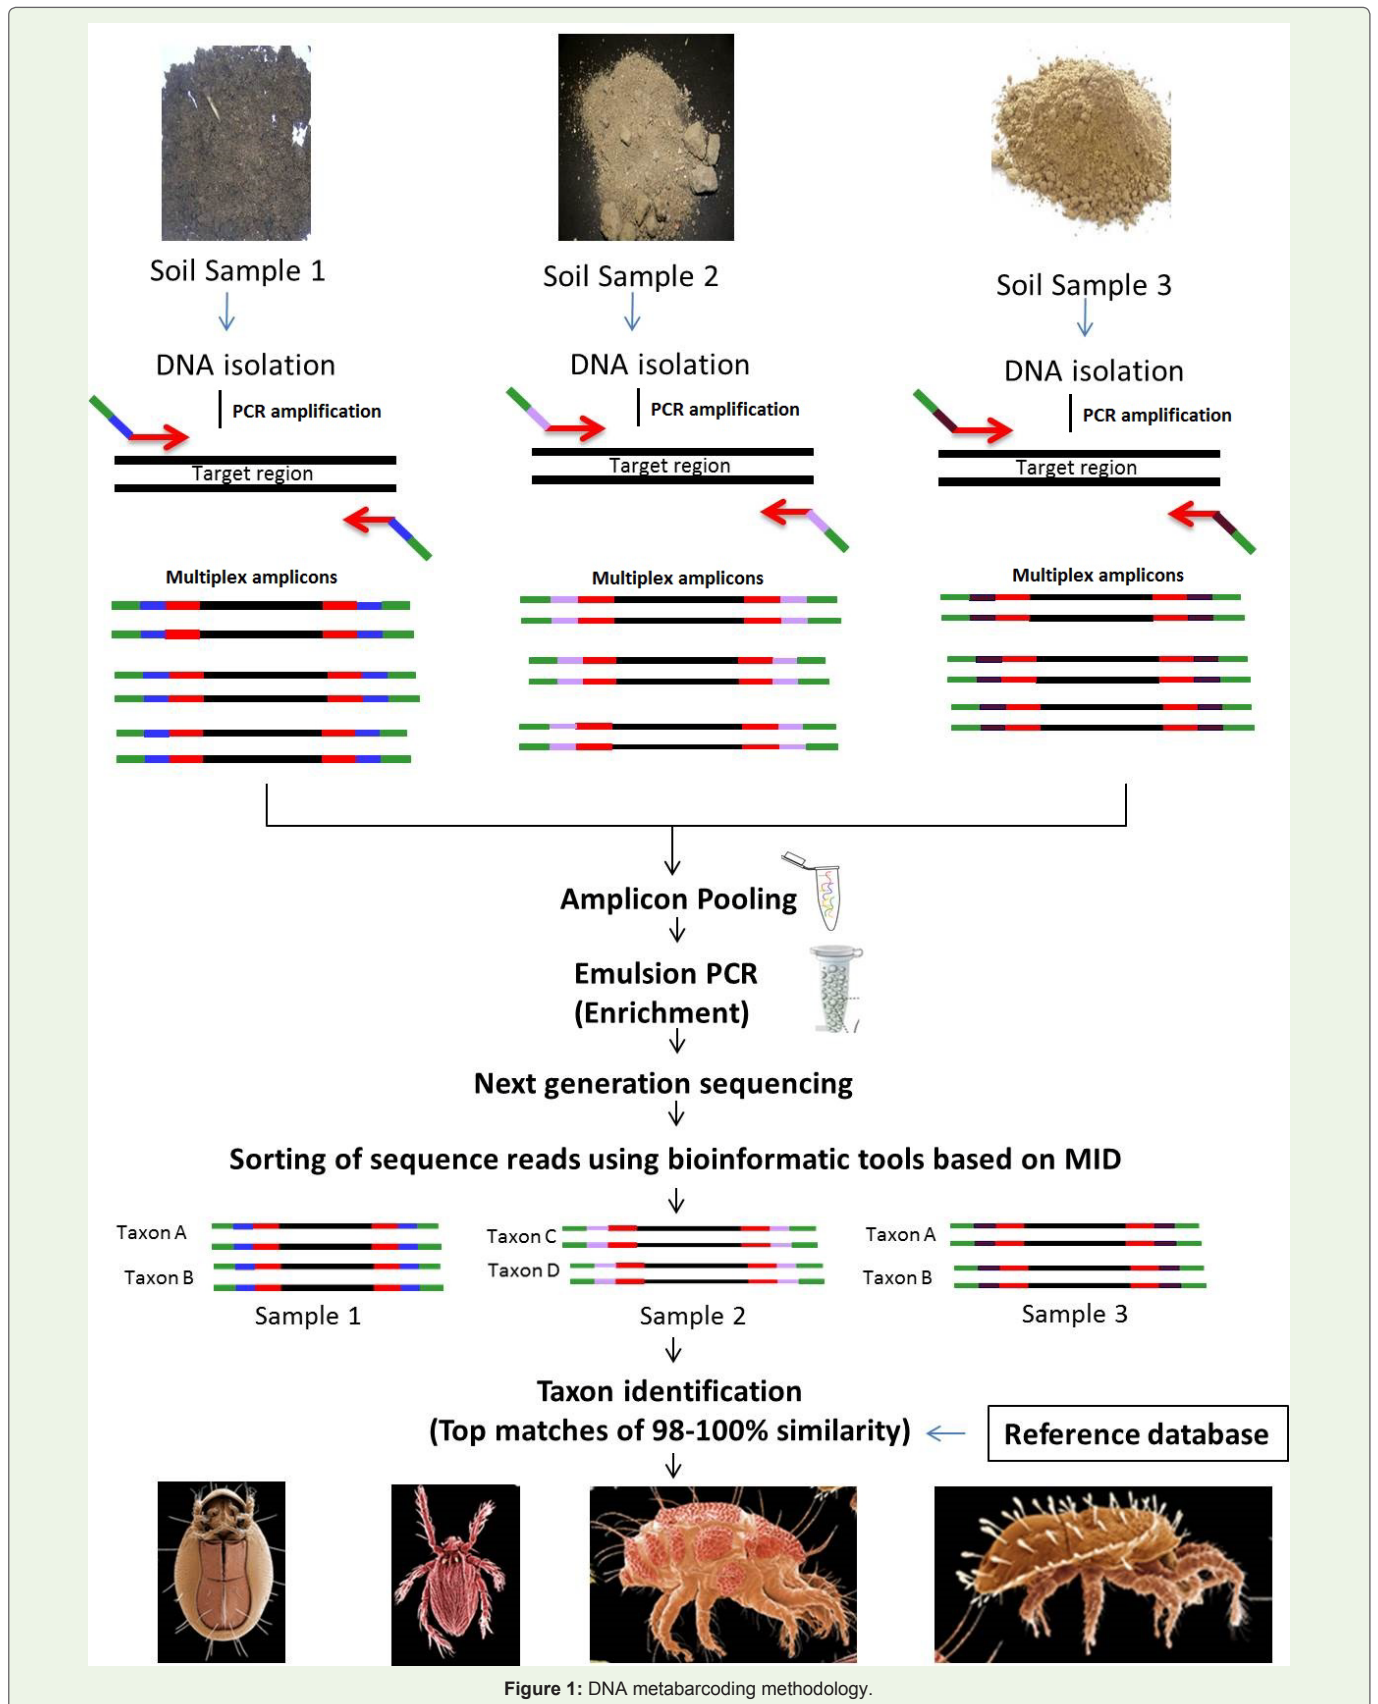 Soil Sample 1
Soil Sample 2
Soil Sample 3
DNA isolation
DNA isolation
DNA isolation
PCR amplification
PCR amplification
PCR amplification
Target region
Target region
Target region
Multiplex amplicons
Multiplex amplicons
Multiplex amplicons
Amplicon Pooling
Emulsion PCR
(Enrichment)
Next generation sequencing
Sorting of sequence reads using bioinformatic tools based on MID
Taxon A
Taxon B
Sample 1
Taxon C
Taxon D
Sample 2
Taxon A
Taxon B
Sample 3
Taxon identification
(Top matches of 98-100% similarity)
Reference database
Figure 1: DNA metabarcoding methodology.